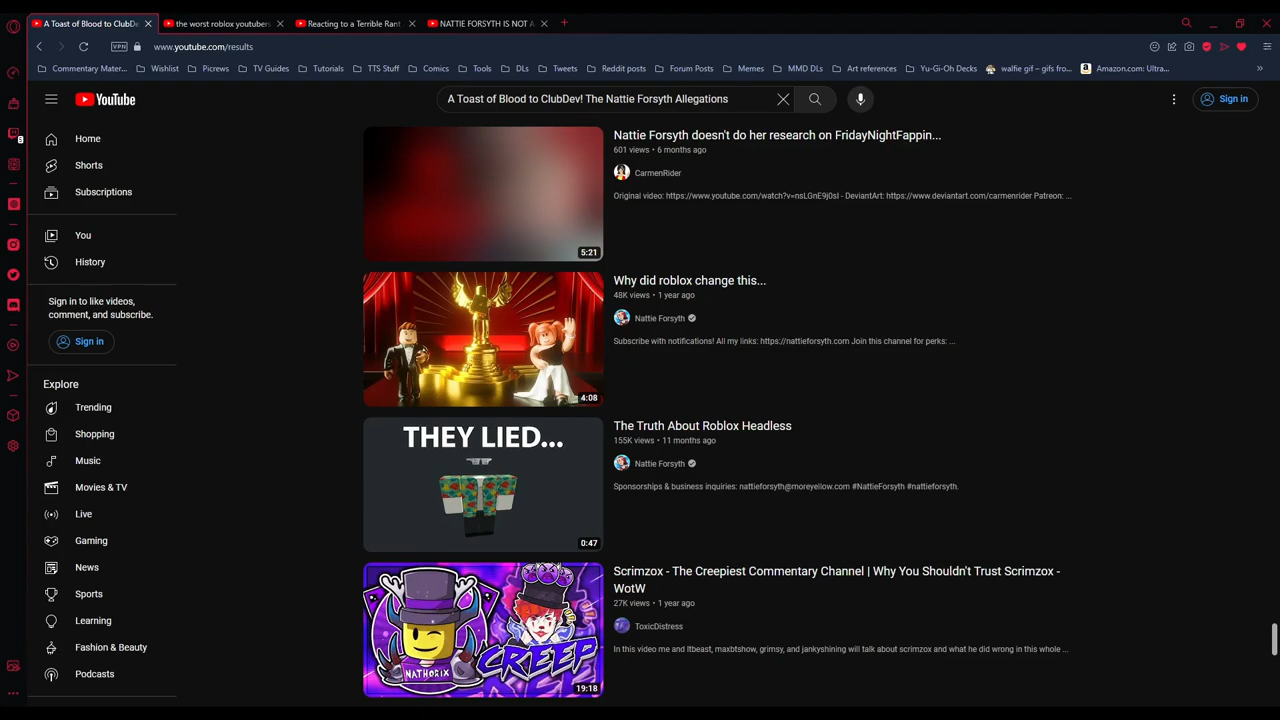 A Toast of Blood to ClubDe
the worst roblox youtubers
Reacting to a Terrible Rant
NATTIE FORSYTH IS NOT A
VPN
www.youtube.com/results
Commentary Mater...
Wishlist
Picrews
TV Guides
Tutorials
TTS Stuff
Comics
Tools
DLs
Tweets
Reddit posts
Forum Posts
Memes
MMD DLs
Art references
Yu-Gi-Oh Decks
walfie gif – gifs fro...
Amazon.com: Ultra...
YouTube
A Toast of Blood to ClubDev! The Nattie Forsyth Allegations
Sign in
Home
Shorts
Subscriptions
You
History
Sign in to like videos,
comment, and subscribe.
Sign in
Explore
Trending
Shopping
Music
Movies & TV
Live
Gaming
News
Sports
Learning
Fashion & Beauty
Podcasts
5:21
Nattie Forsyth doesn't do her research on FridayNightFappin...
601 views • 6 months ago
CarmenRider
Original video: https://www.youtube.com/watch?v=nsLGnE9j0sI - DeviantArt: https://www.deviantart.com/carmenrider Patreon: ...
4:08
Why did roblox change this...
48K views • 1 year ago
Nattie Forsyth
Subscribe with notifications! All my links: https://nattieforsyth.com Join this channel for perks: ...
THEY LIED...
0:47
The Truth About Roblox Headless
155K views • 11 months ago
Nattie Forsyth
Sponsorships & business inquiries: nattieforsyth@moreyellow.com #NattieForsyth #nattieforsyth.
NATHORIX
CREEP
19:18
Scrimzox - The Creepiest Commentary Channel | Why You Shouldn't Trust Scrimzox -
WotW
27K views • 1 year ago
ToxicDistress
In this video me and Itbeast, maxbtshow, grimsy, and jankyshining will talk about scrimzox and what he did wrong in this whole ...